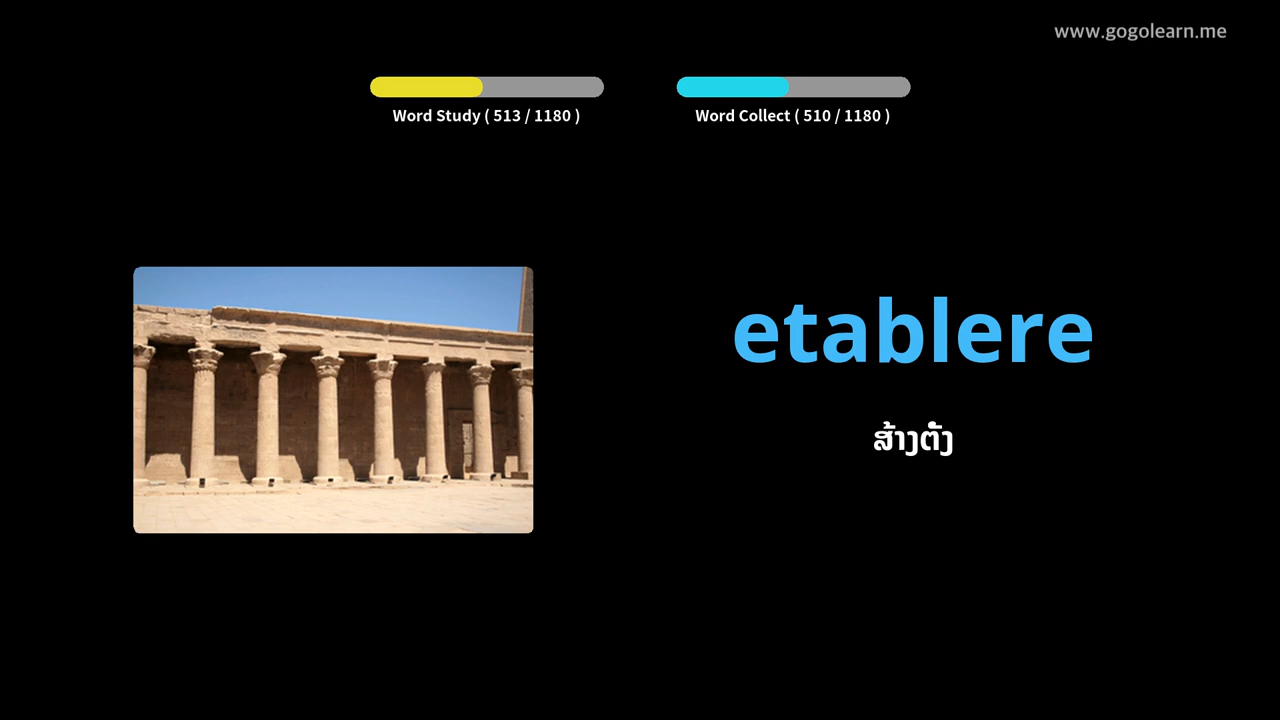 www.gogolearn.me
Word Study ( 513 / 1180 )
Word Collect ( 510 / 1180 )
etablere
ສ້າງຕັ້ງ